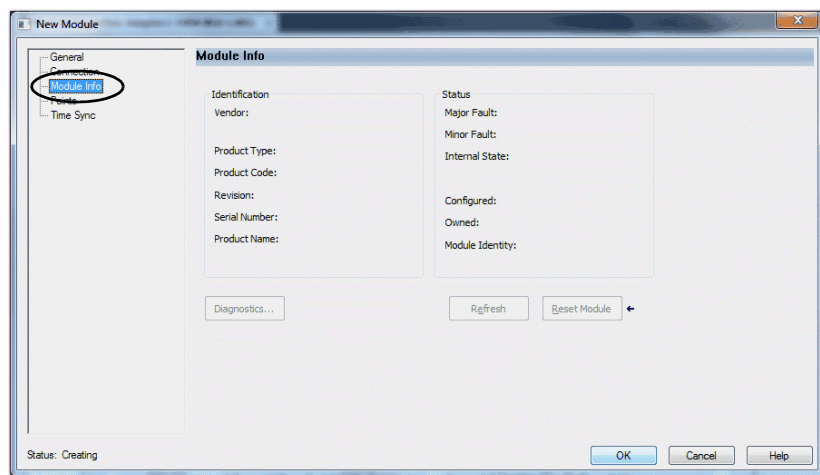 New Module
General
Connection
Module Info
Points
Time Sync
Module Info
Identification
Vendor:
Product Type:
Product Code:
Revision:
Serial Number:
Product Name:
Status
Major Fault:
Minor Fault:
Internal State:
Configured:
Owned:
Module Identity:
Diagnostics...
Refresh
Reset Module
Status: Creating
OK
Cancel
Help